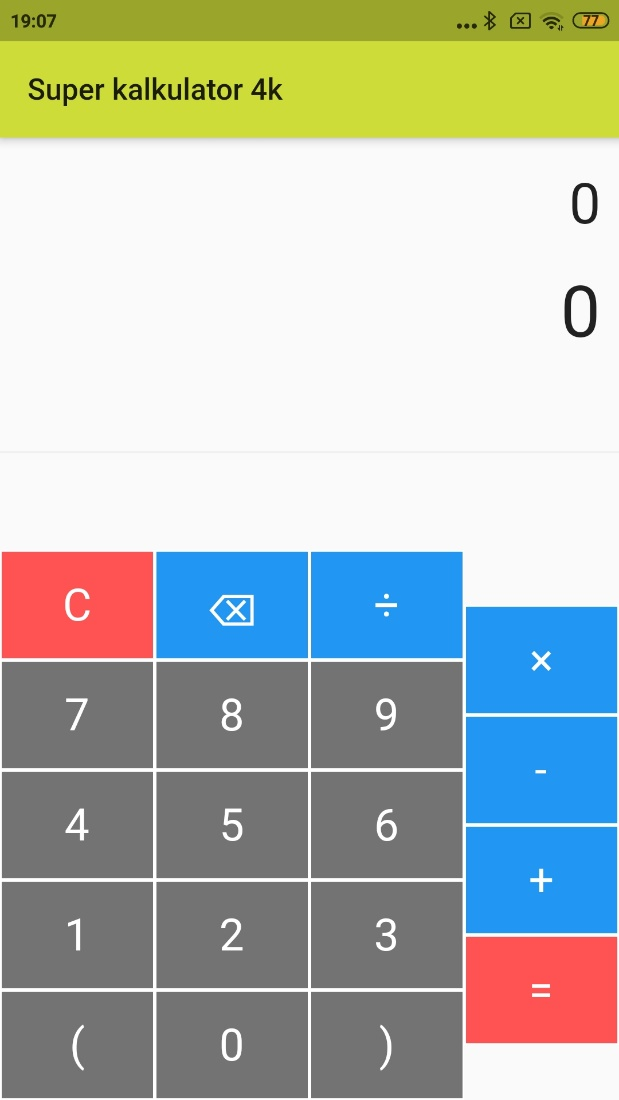 19:07
77
Super kalkulator 4k
0
0
C ÷
×
7 8 9
-
4 5 6
+
1 2 3
=
( 0 )